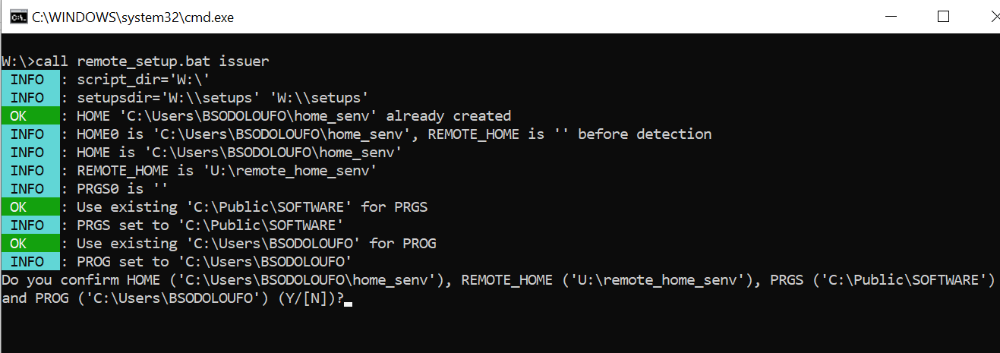 C:\WINDOWS\system32\cmd.exe
W:\>call remote_setup.bat issuer
INFO : script_dir='W:\'
INFO : setupsdir='W:\\setups' 'W:\\setups'
OK : HOME 'C:\Users\BSODOLOUFO\home_senv' already created
INFO : HOME0 is 'C:\Users\BSODOLOUFO\home_senv', REMOTE_HOME is '' before detection
INFO : HOME is 'C:\Users\BSODOLOUFO\home_senv'
INFO : REMOTE_HOME is 'U:\remote_home_senv'
INFO : PRGS0 is ''
OK : Use existing 'C:\Public\SOFTWARE' for PRGS
INFO : PRGS set to 'C:\Public\SOFTWARE'
OK : Use existing 'C:\Users\BSODOLOUFO' for PROG
INFO : PROG set to 'C:\Users\BSODOLOUFO'
Do you confirm HOME ('C:\Users\BSODOLOUFO\home_senv'), REMOTE_HOME ('U:\remote_home_senv'), PRGS ('C:\Public\SOFTWARE')
and PROG ('C:\Users\BSODOLOUFO') (Y/[N])?